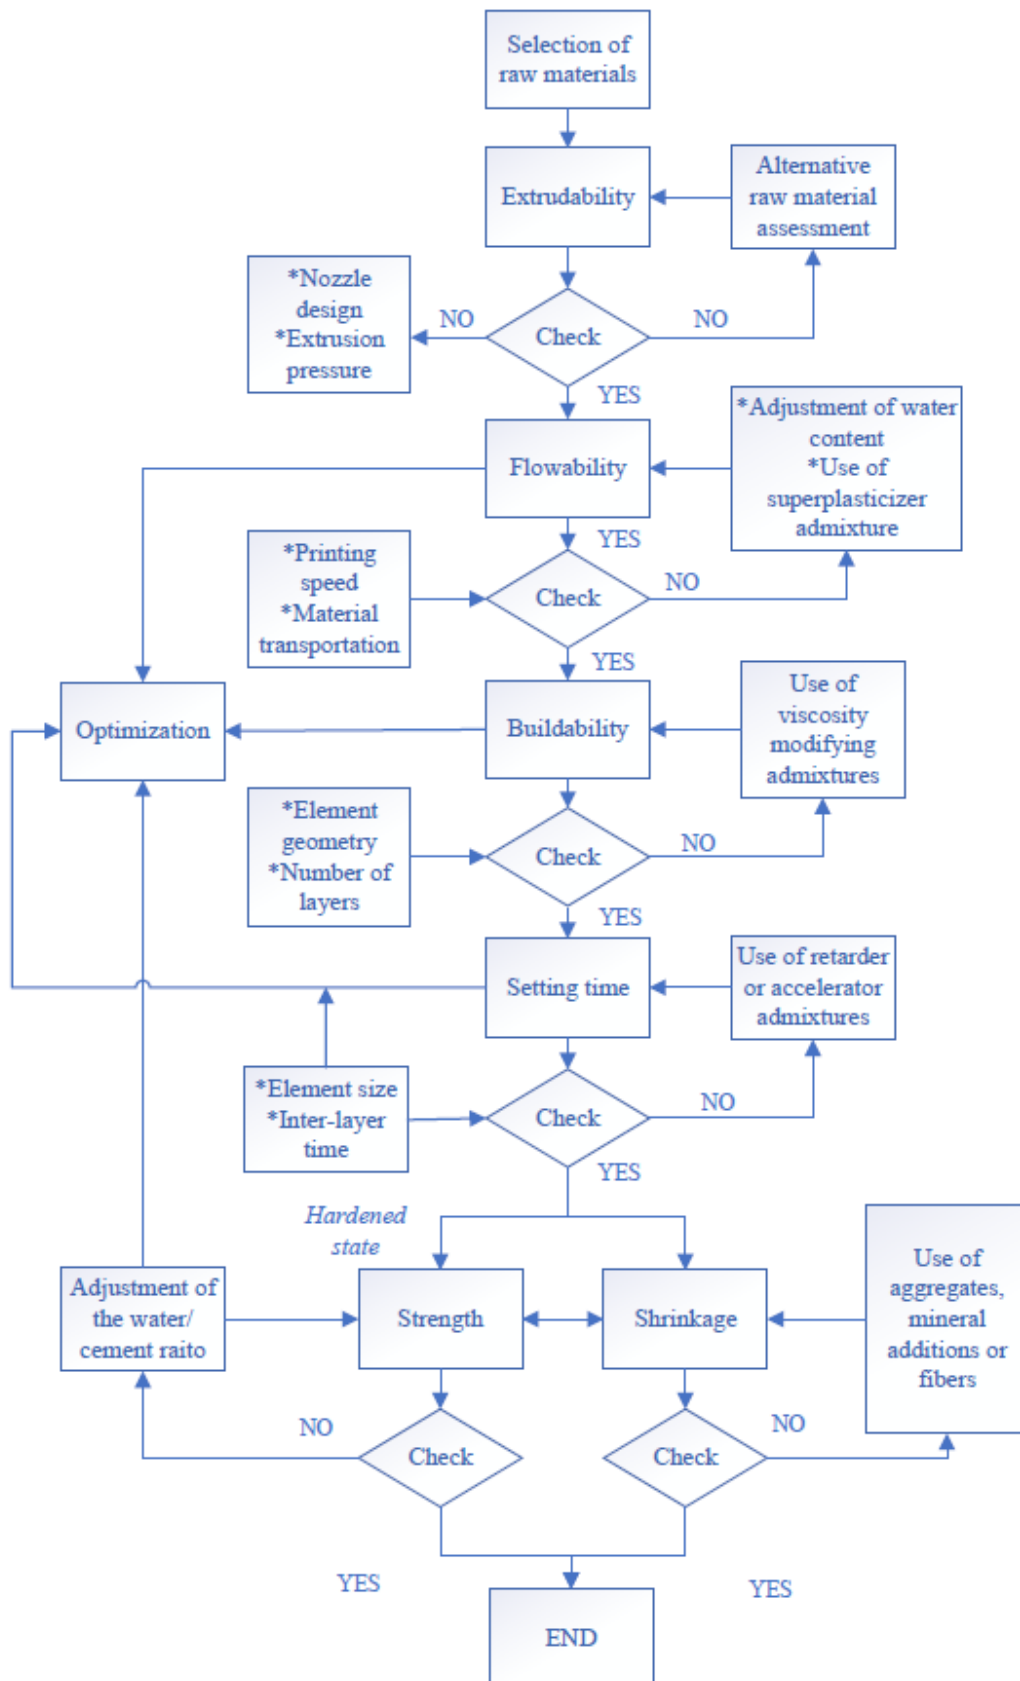 Selection of
raw materials
Extrudability
Alternative
raw material
assessment
*Nozzle
design
*Extrusion
pressure
NO
Check
NO
YES
Flowability
*Adjustment of water
content
*Use of
superplasticizer
admixture
YES
*Printing
speed
*Material
transportation
Check
NO
YES
Optimization
Buildability
Use of
viscosity
modifying
admixtures
*Element
geometry
*Number of
layers
Check
NO
YES
Setting time
Use of retarder
or accelerator
admixtures
*Element size
*Inter-layer
time
Check
NO
YES
Hardened
state
Adjustment of
the water/
cement raito
Strength
Shrinkage
Use of
aggregates,
mineral
additions or
fibers
NO
Check
Check
NO
YES
YES
END